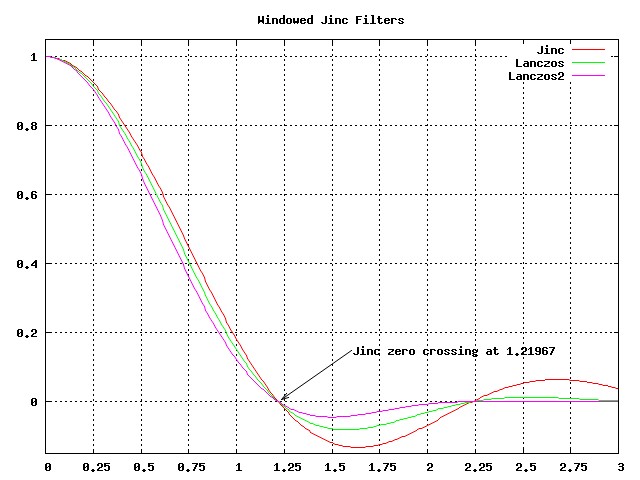 Windowed Jinc Filters
Jinc
Lanczos
Lanczos2
1
0.8
0.6
0.4
0.2
0
Jinc zero crossing at 1.21967
0 0.25 0.5 0.75 1 1.25 1.5 1.75 2 2.25 2.5 2.75 3